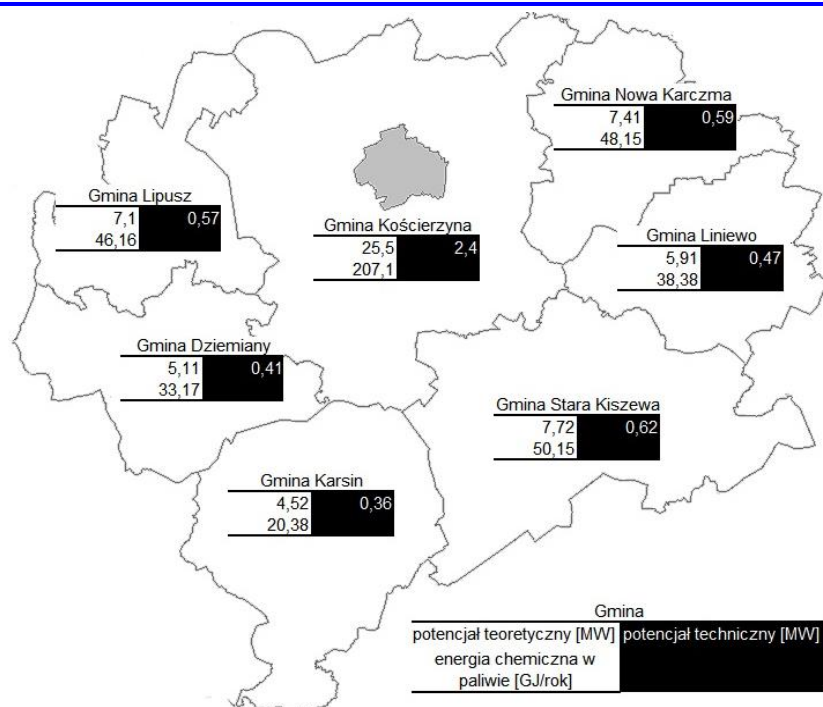 Gmina Nowa Karczma
7,41 0,59
48,15
Gmina Lipusz
7,1 0,57
46,16
Gmina Kościerzyna
25,5 2,4
207,1
Gmina Liniewo
5,91 0,47
38,38
Gmina Dziemiany
5,11 0,41
33,17
Gmina Stara Kiszewa
7,72 0,62
50,15
Gmina Karsin
4,52 0,36
20,38
Gmina
potencjał teoretyczny [MW] potencjał techniczny [MW]
energia chemiczna w
paliwie [GJ/rok]